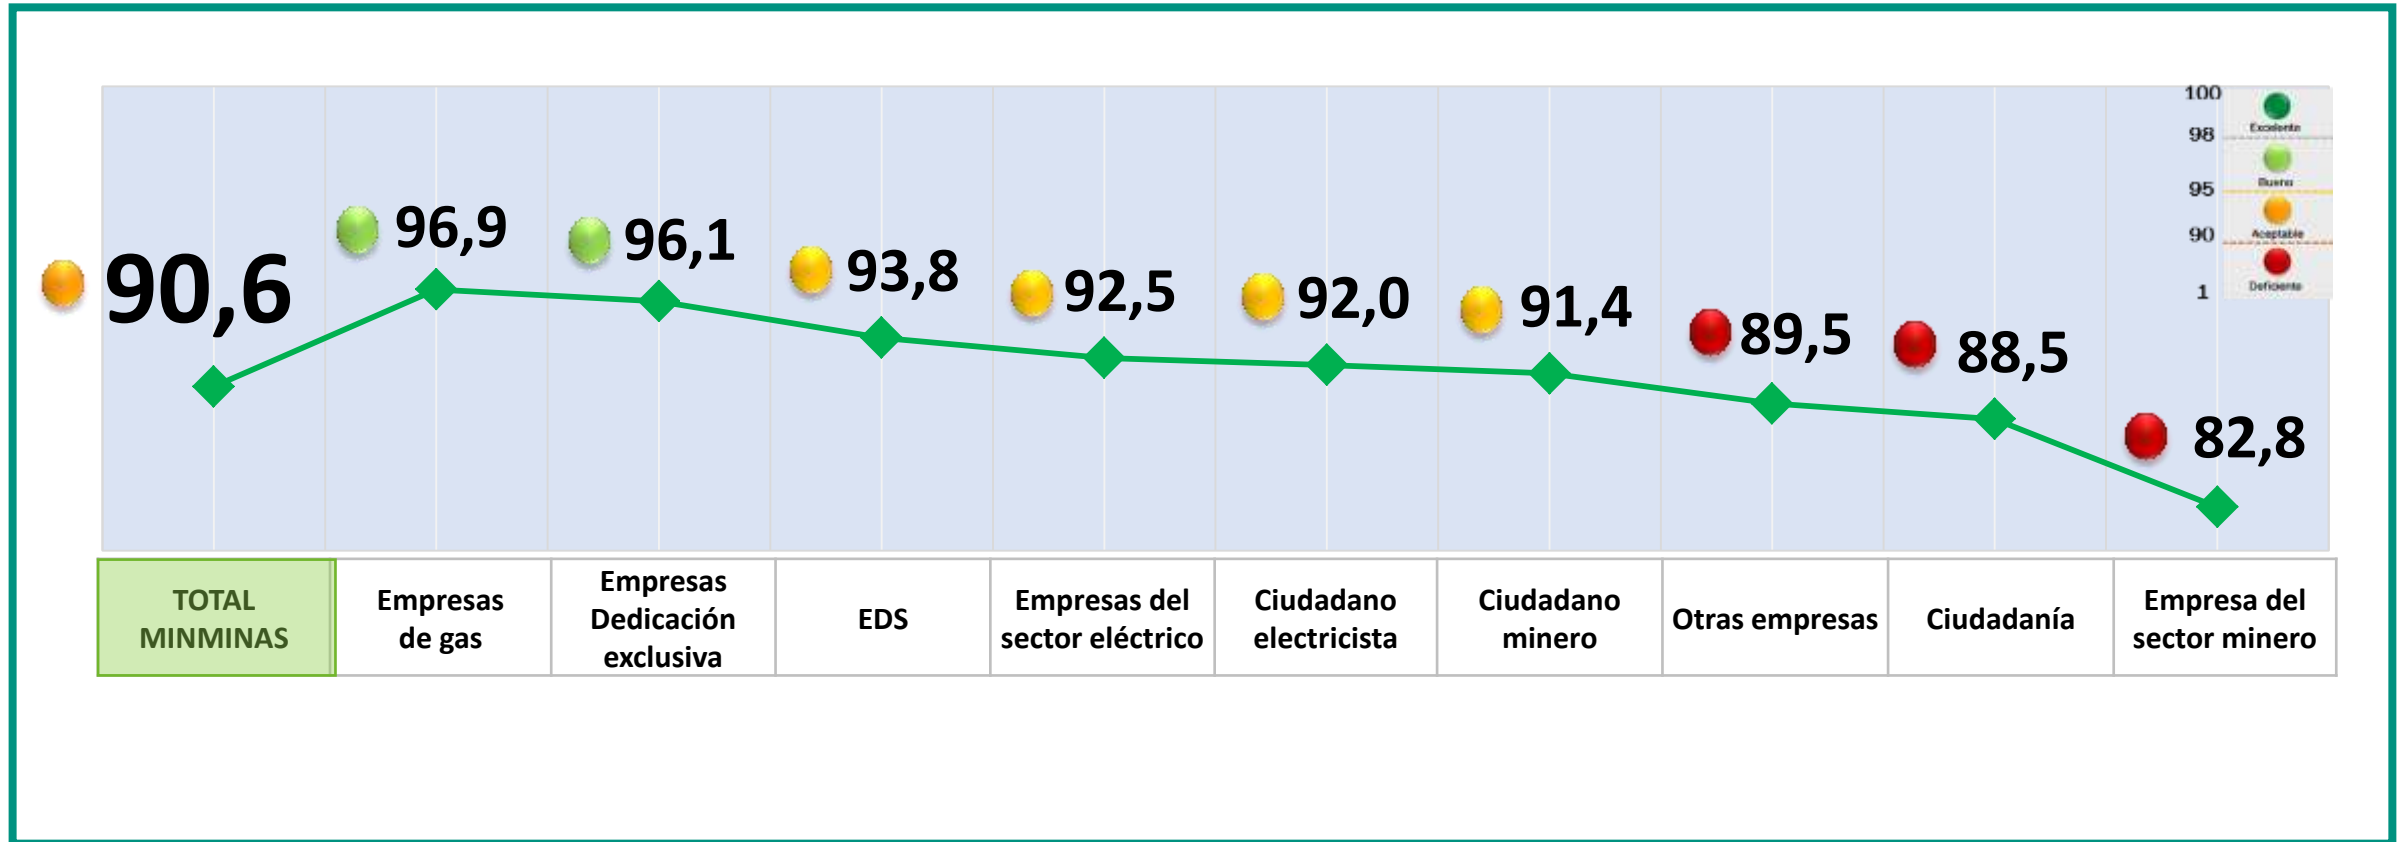 100
Excelente
98
Bueno
95
Aceptable
90
Deficiente
1
90,6
96,9
96,1
93,8
92,5
92,0
91,4
89,5
88,5
82,8
TOTAL
MINMINAS
Empresas
de gas
Empresas
Dedicación
exclusiva
EDS
Empresas del
sector eléctrico
Ciudadano
electricista
Ciudadano
minero
Otras empresas
Ciudadanía
Empresa del
sector minero